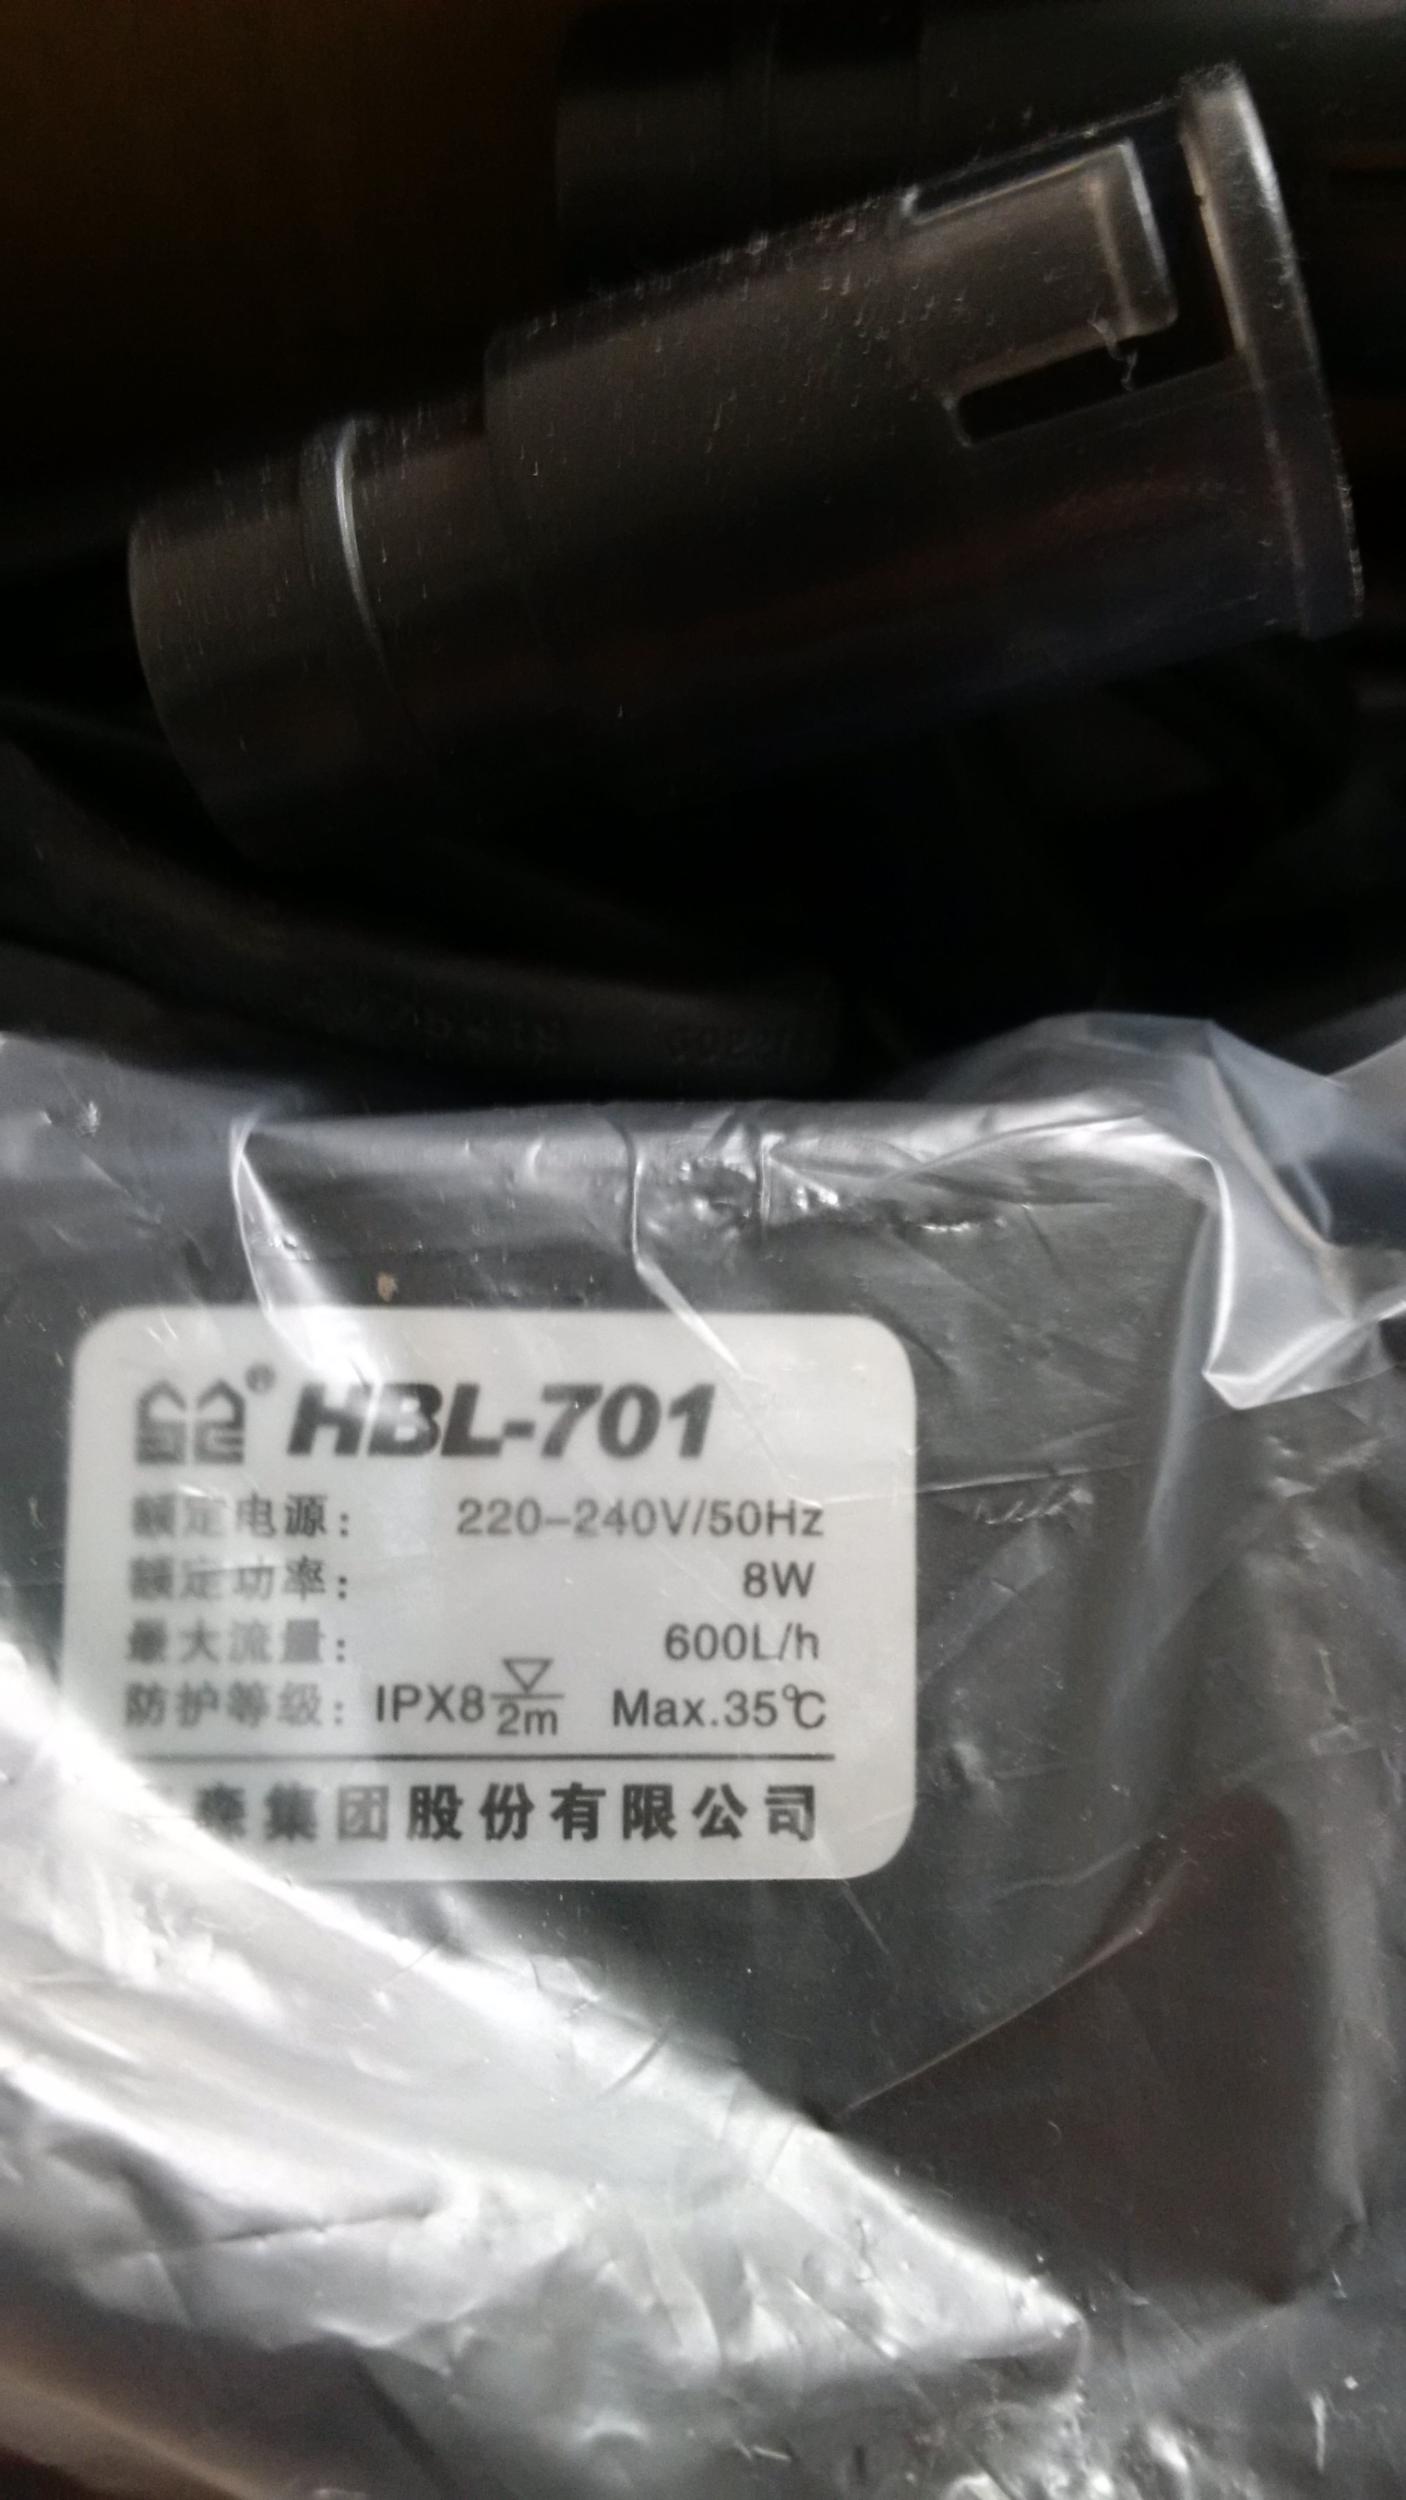 ® HBL-701
额定电源: 220-240V/50Hz
额定功率: 8W
最大流量: 600L/h
防护等级: IPX8 2m Max.35℃
森集团股份有限公司